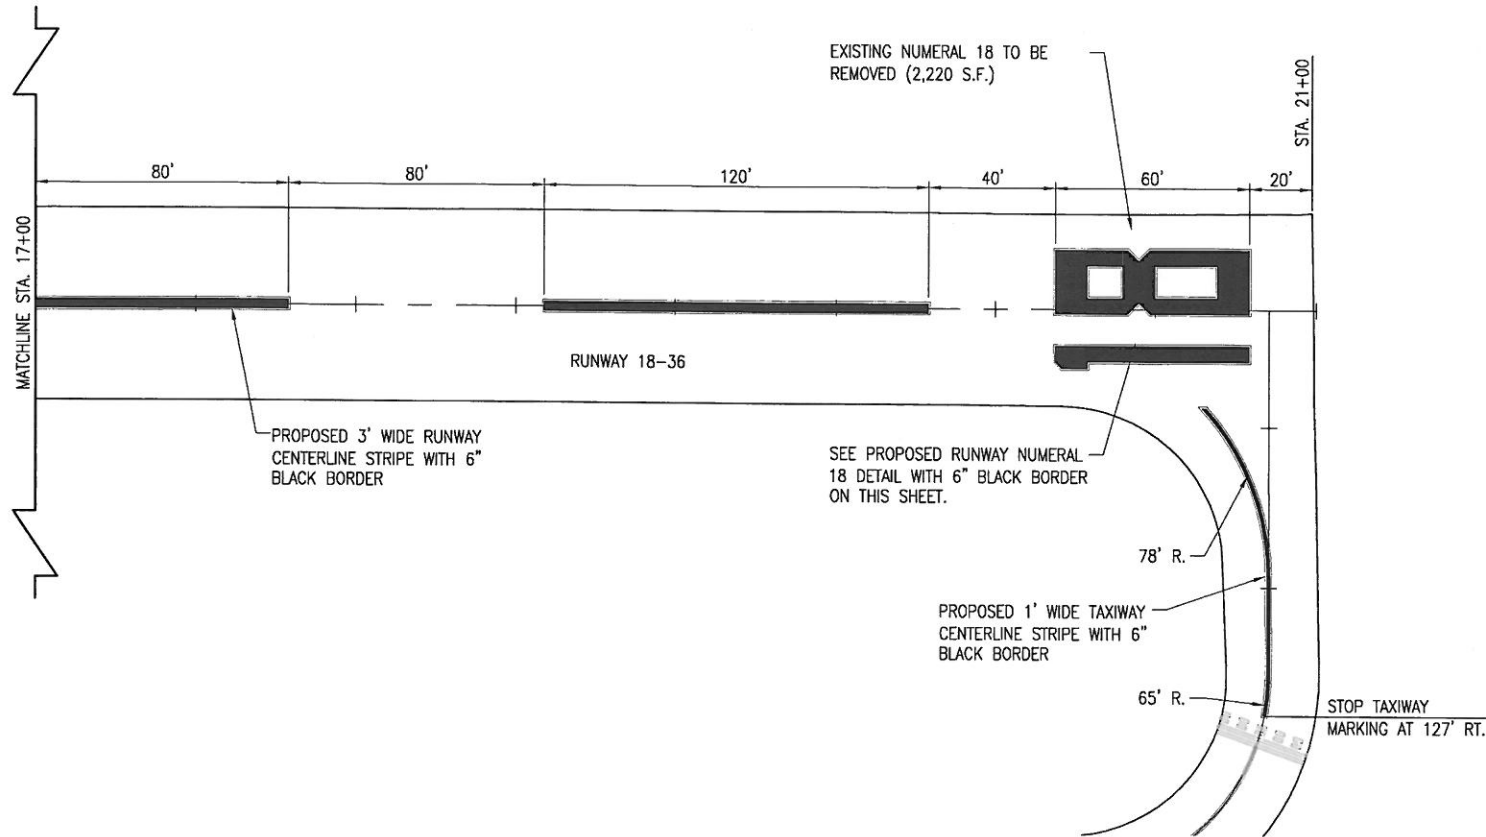 EXISTING NUMERAL 18 TO BE
REMOVED (2,220 S.F.)
STA. 21+00
80'
80'
120'
40'
60'
20'
MATCHLINE STA. 17+00
18
RUNWAY 18-36
PROPOSED 3' WIDE RUNWAY
CENTERLINE STRIPE WITH 6"
BLACK BORDER
SEE PROPOSED RUNWAY NUMERAL
18 DETAIL WITH 6" BLACK BORDER
ON THIS SHEET.
78' R.
PROPOSED 1' WIDE TAXIWAY
CENTERLINE STRIPE WITH 6"
BLACK BORDER
65' R.
STOP TAXIWAY
MARKING AT 127' RT.